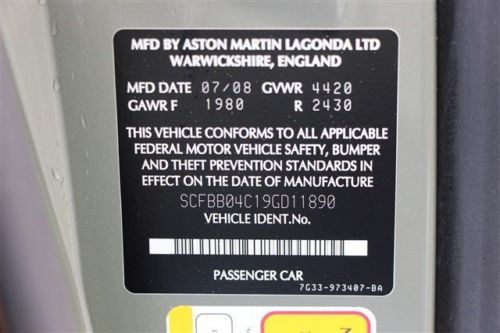 MFD BY ASTON MARTIN LAGONDA LTD
WARWICKSHIRE, ENGLAND
MFD DATE 07/08 GVWR 4420
GAWR F 1980 R 2430
THIS VEHICLE CONFORMS TO ALL APPLICABLE
FEDERAL MOTOR VEHICLE SAFETY, BUMPER
AND THEFT PREVENTION STANDARDS IN
EFFECT ON THE DATE OF MANUFACTURE
SCFBB04C19GD11890
VEHICLE IDENT.No.
PASSENGER CAR
7G33-973407-BA